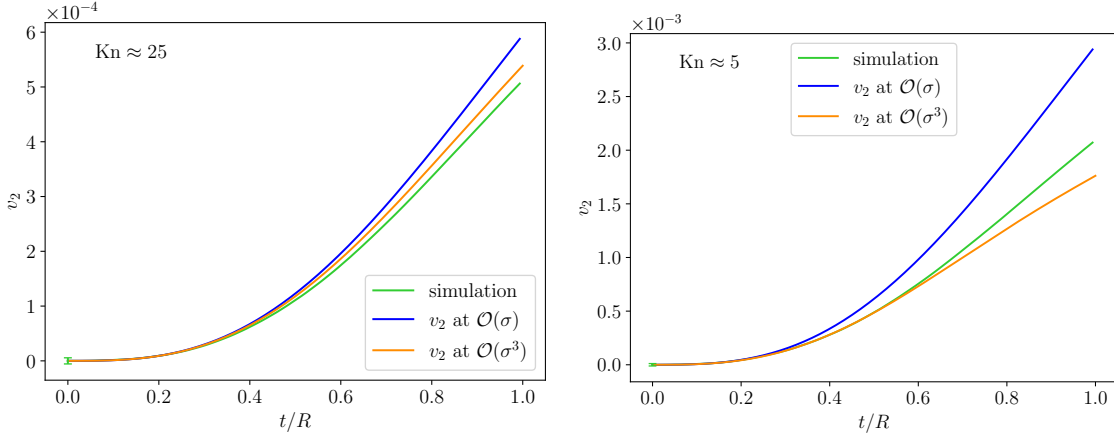 ×10⁻⁴
Kn ≈ 25
v₂
6
5
4
3
2
1
0
simulation
v₂ at 𝒪(σ)
v₂ at 𝒪(σ³)
0.0 0.2 0.4 0.6 0.8 1.0
t/R
×10⁻³
Kn ≈ 5
v₂
3.0
2.5
2.0
1.5
1.0
0.5
0.0
simulation
v₂ at 𝒪(σ)
v₂ at 𝒪(σ³)
0.0 0.2 0.4 0.6 0.8 1.0
t/R